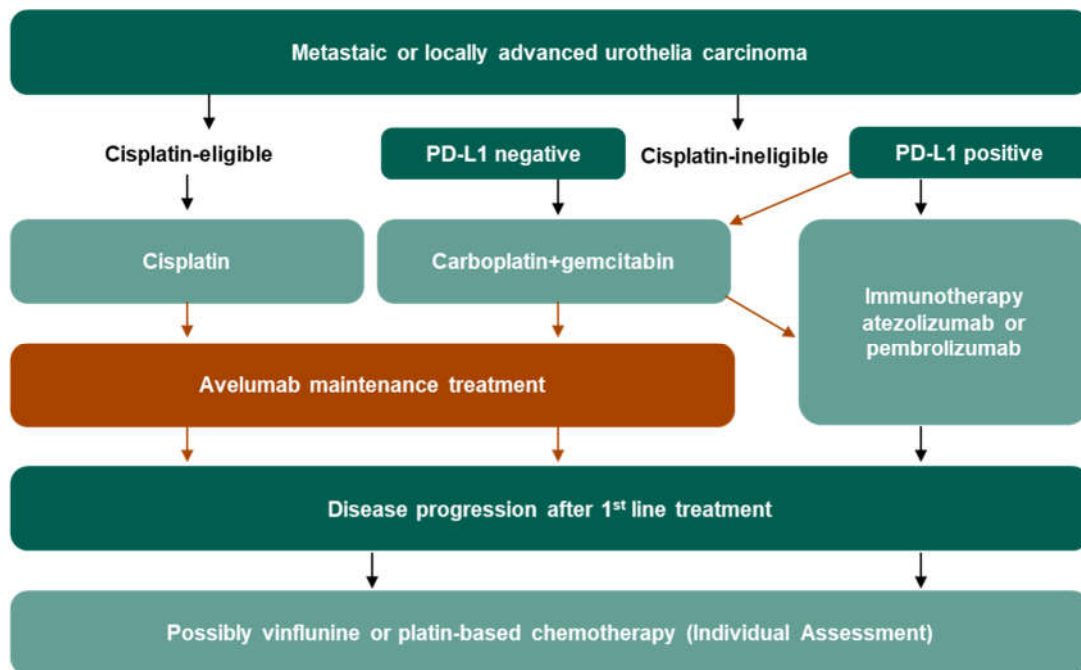 Metastaic or locally advanced urothelia carcinoma
Cisplatin-eligible
PD-L1 negative
Cisplatin-ineligible
PD-L1 positive
Cisplatin
Carboplatin+gemcitabin
Immunotherapy
atezolizumab or
pembrolizumab
Avelumab maintenance treatment
Disease progression after 1st line treatment
Possibly vinflunine or platin-based chemotherapy (Individual Assessment)